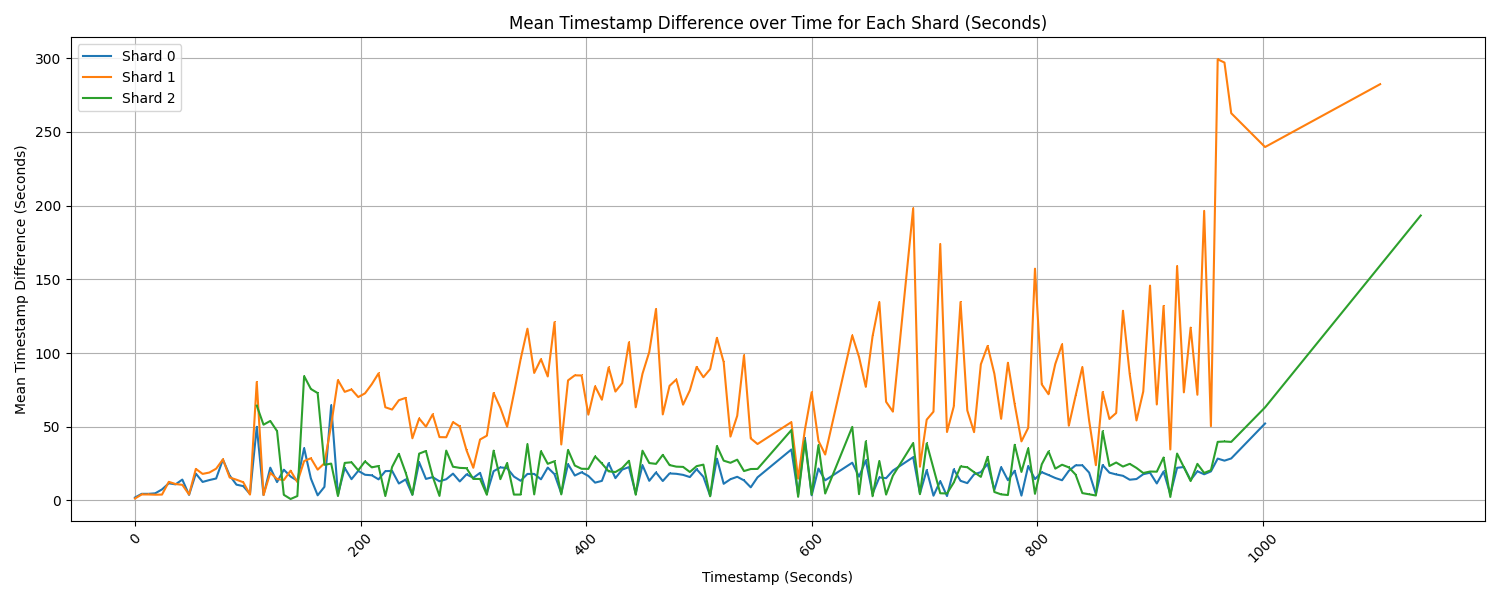 Mean Timestamp Difference over Time for Each Shard (Seconds)
Shard 0
Shard 1
Shard 2
Mean Timestamp Difference (Seconds)
300
250
200
150
100
50
0
0
200
400
600
800
1000
Timestamp (Seconds)